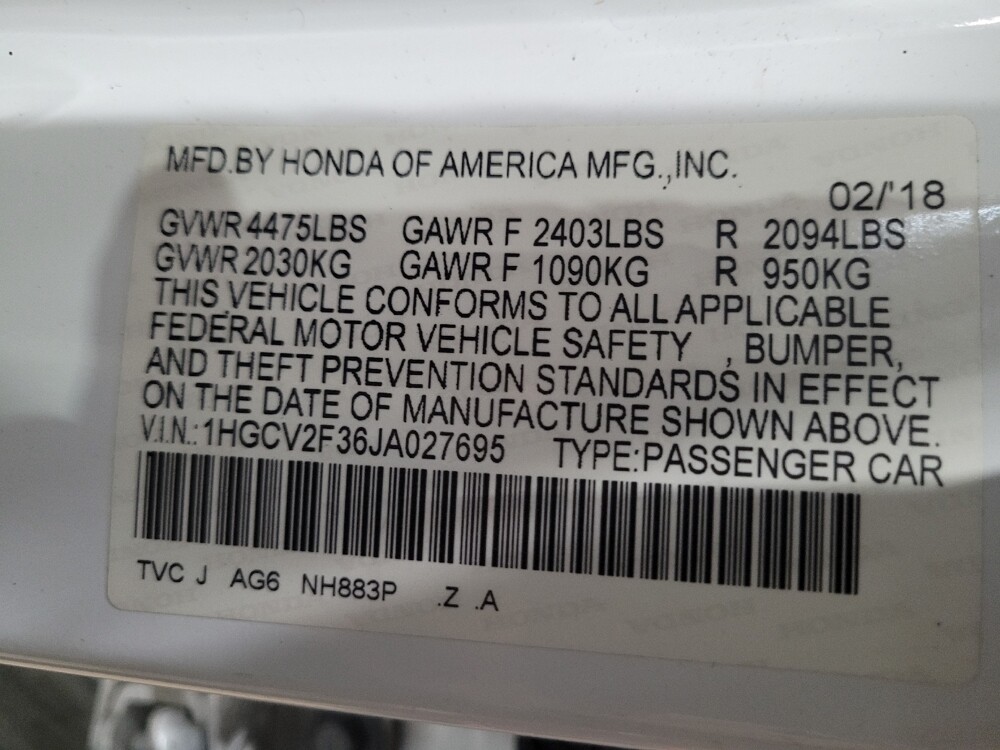 MFD.BY HONDA OF AMERICA MFG.,INC.
02/'18
GVWR 4475LBS GAWR F 2403LBS R 2094LBS
GVWR 2030KG GAWR F 1090KG R 950KG
THIS VEHICLE CONFORMS TO ALL APPLICABLE
FEDERAL MOTOR VEHICLE SAFETY , BUMPER,
AND THEFT PREVENTION STANDARDS IN EFFECT
ON THE DATE OF MANUFACTURE SHOWN ABOVE.
V.I.N.:1HGCV2F36JA027695 TYPE:PASSENGER CAR
TVC J AG6 NH883P .Z .A